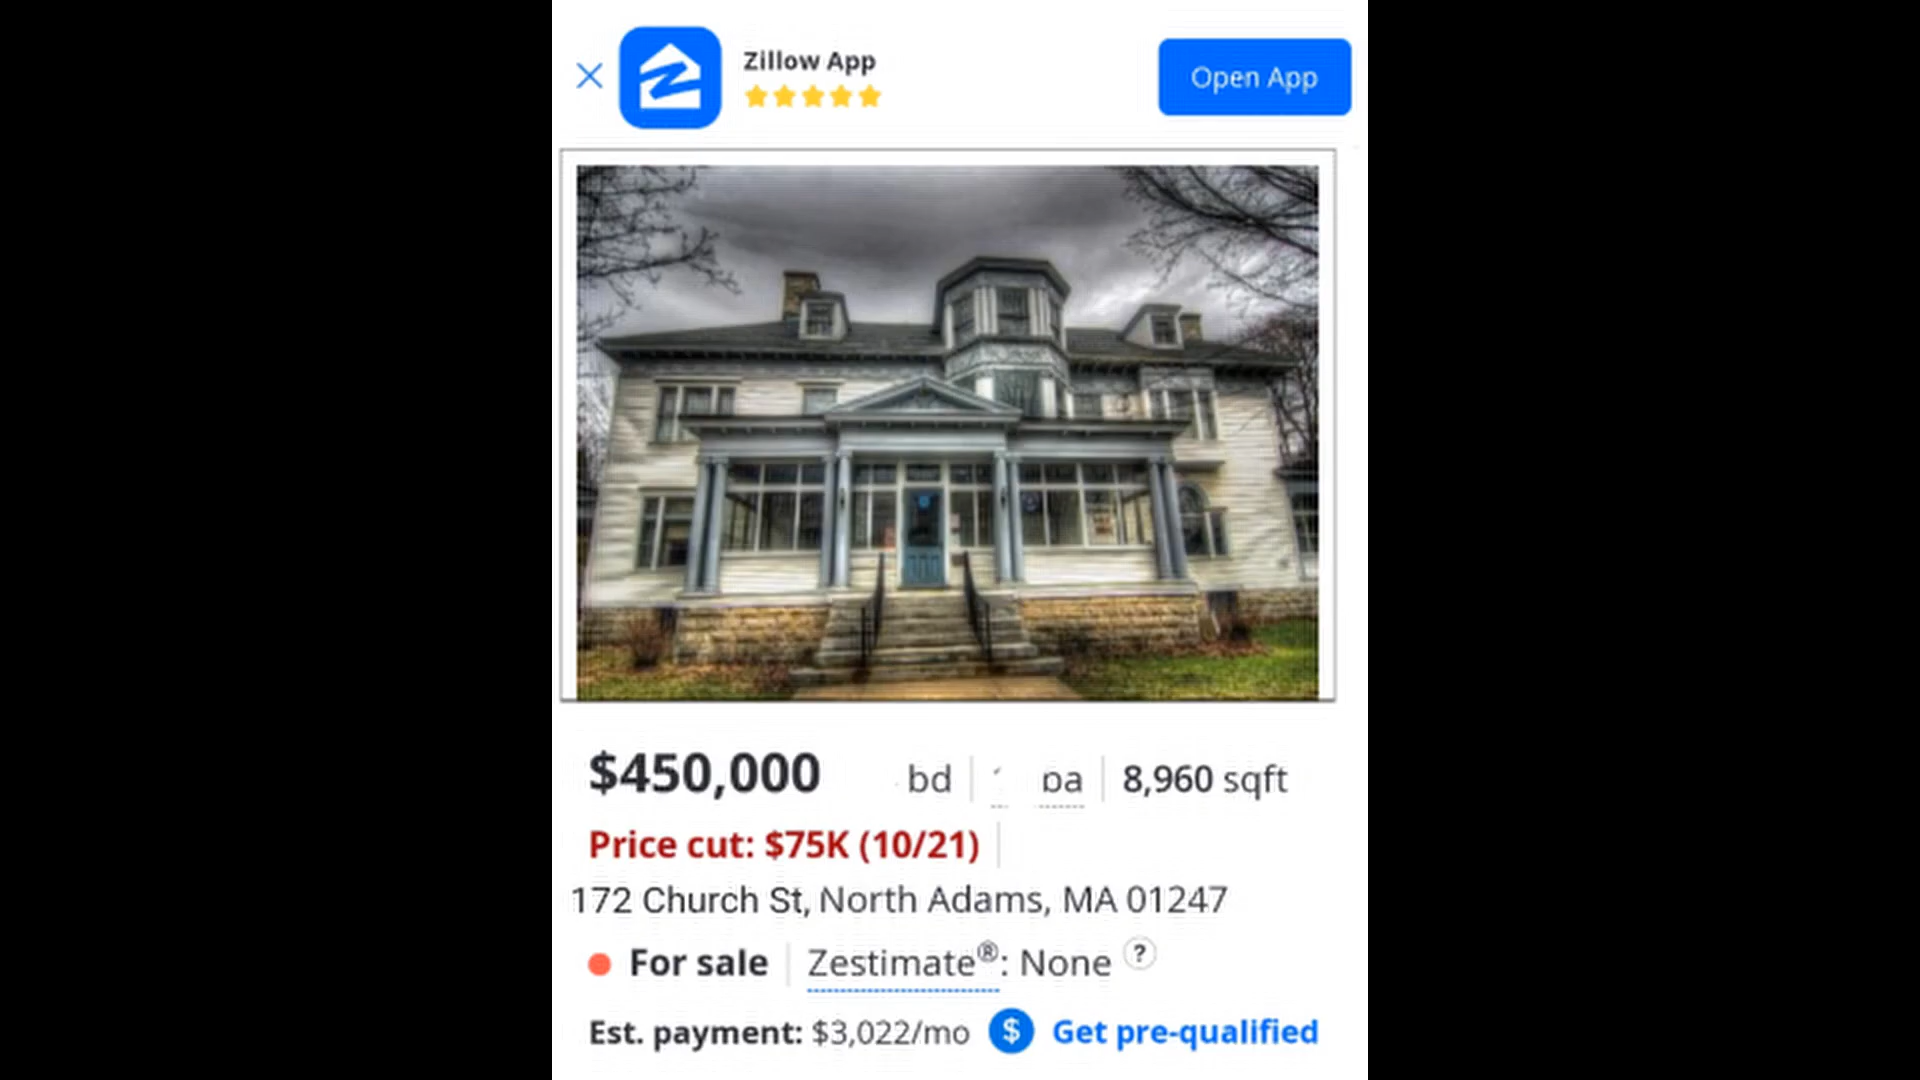 Zillow App
Open App
$450,000 bd ba 8,960 sqft
Price cut: $75K (10/21)
172 Church St, North Adams, MA 01247
For sale Zestimate®: None ?
Est. payment: $3,022/mo $ Get pre-qualified